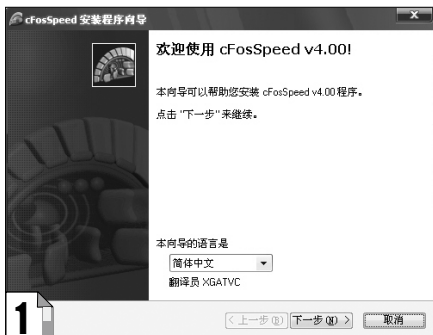 cFosSpeed 安装程序向导
欢迎使用 cFosSpeed v4.00!
本向导可以帮助您安装 cFosSpeed v4.00 程序。
点击 "下一步" 来继续。
本向导的语言是
简体中文
翻译员 XGATVC
< 上一步(B) 下一步(N) > 取消
1